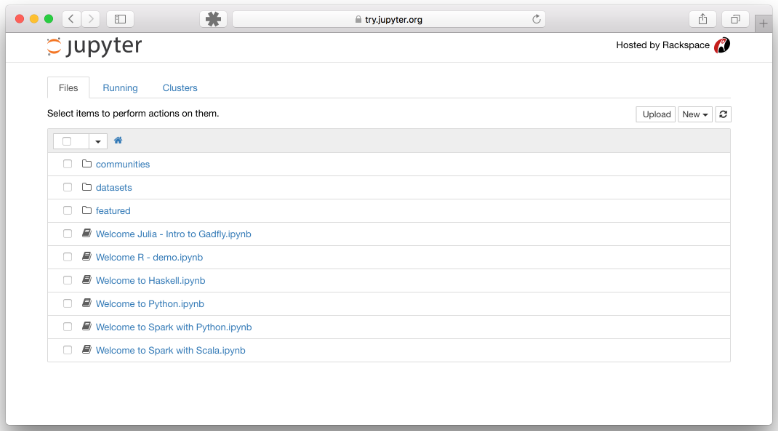 try.jupyter.org
jupyter
Hosted by Rackspace
Files
Running
Clusters
Select items to perform actions on them.
Upload
New
communities
datasets
featured
Welcome Julia - Intro to Gadfly.ipynb
Welcome R - demo.ipynb
Welcome to Haskell.ipynb
Welcome to Python.ipynb
Welcome to Spark with Python.ipynb
Welcome to Spark with Scala.ipynb